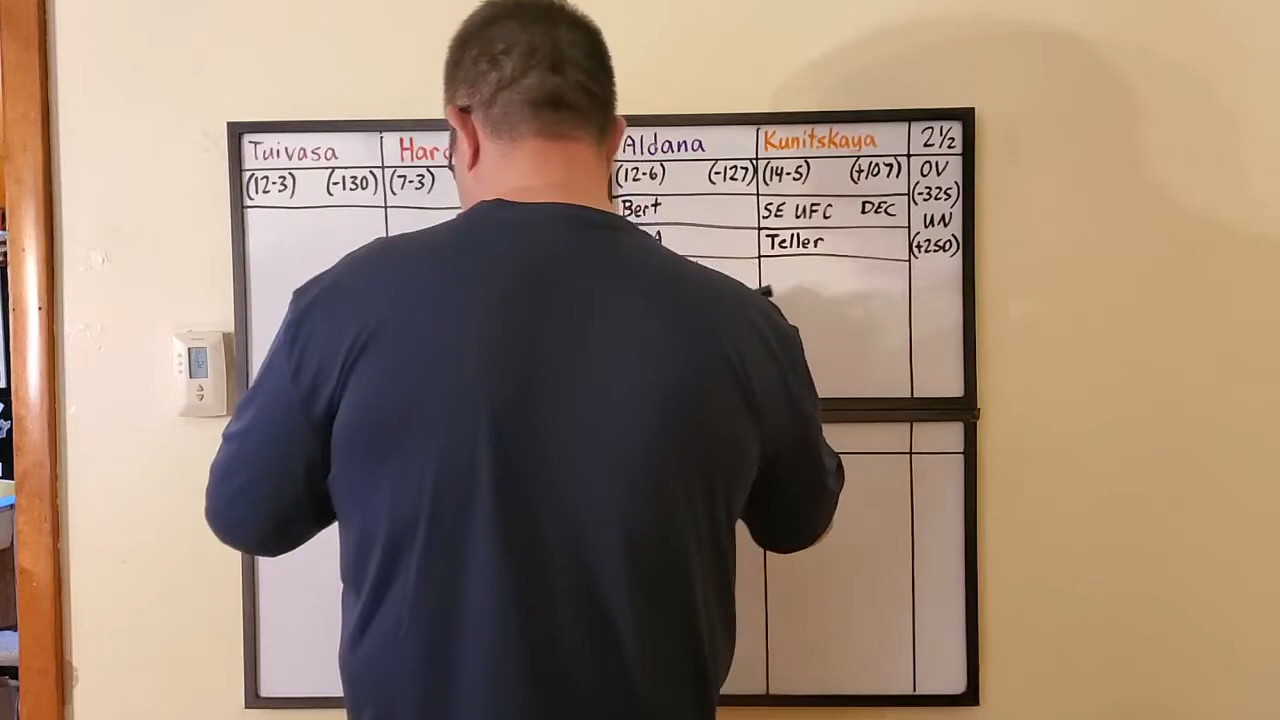 Tuivasa Aldana Kunitskaya 2½
(12-3) (-130) (7-3) (12-6) (-127) (14-5) (+107) OV
(-325)
Bert SE UFC DEC UN
Teller (+250)